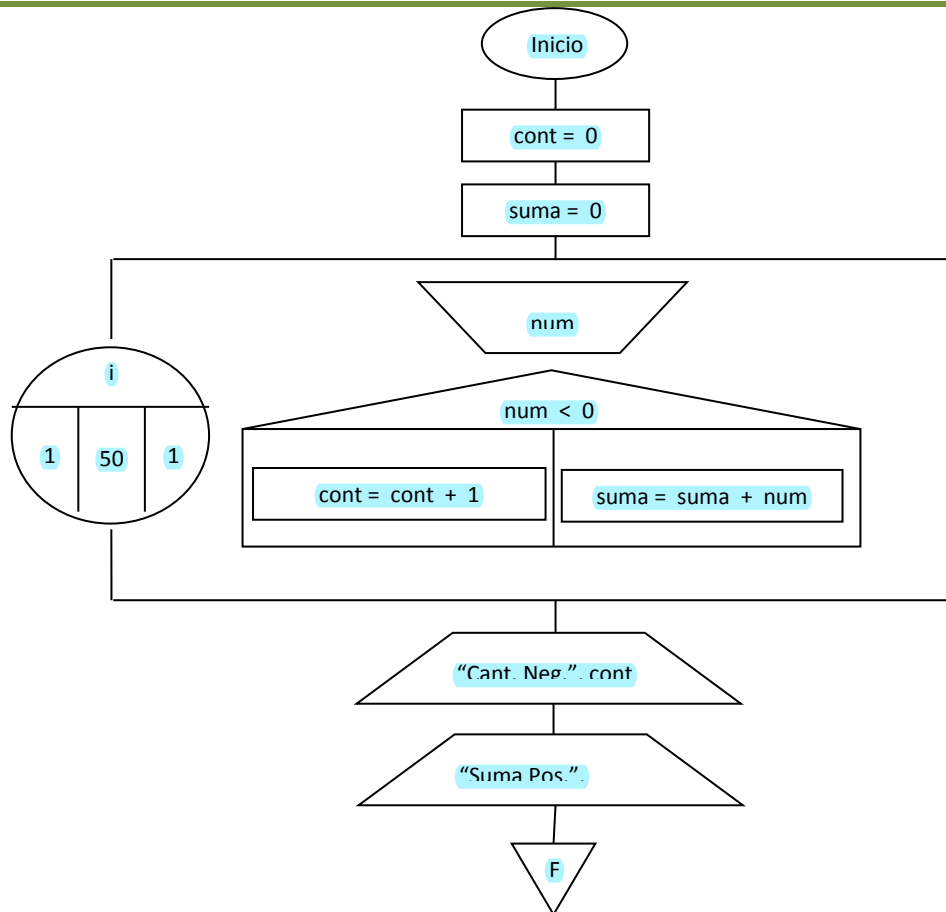 Inicio
cont = 0
suma = 0
num
i
1 50 1
num < 0
cont = cont + 1
suma = suma + num
“Cant. Neg.”. cont
“Suma Pos.”.
F